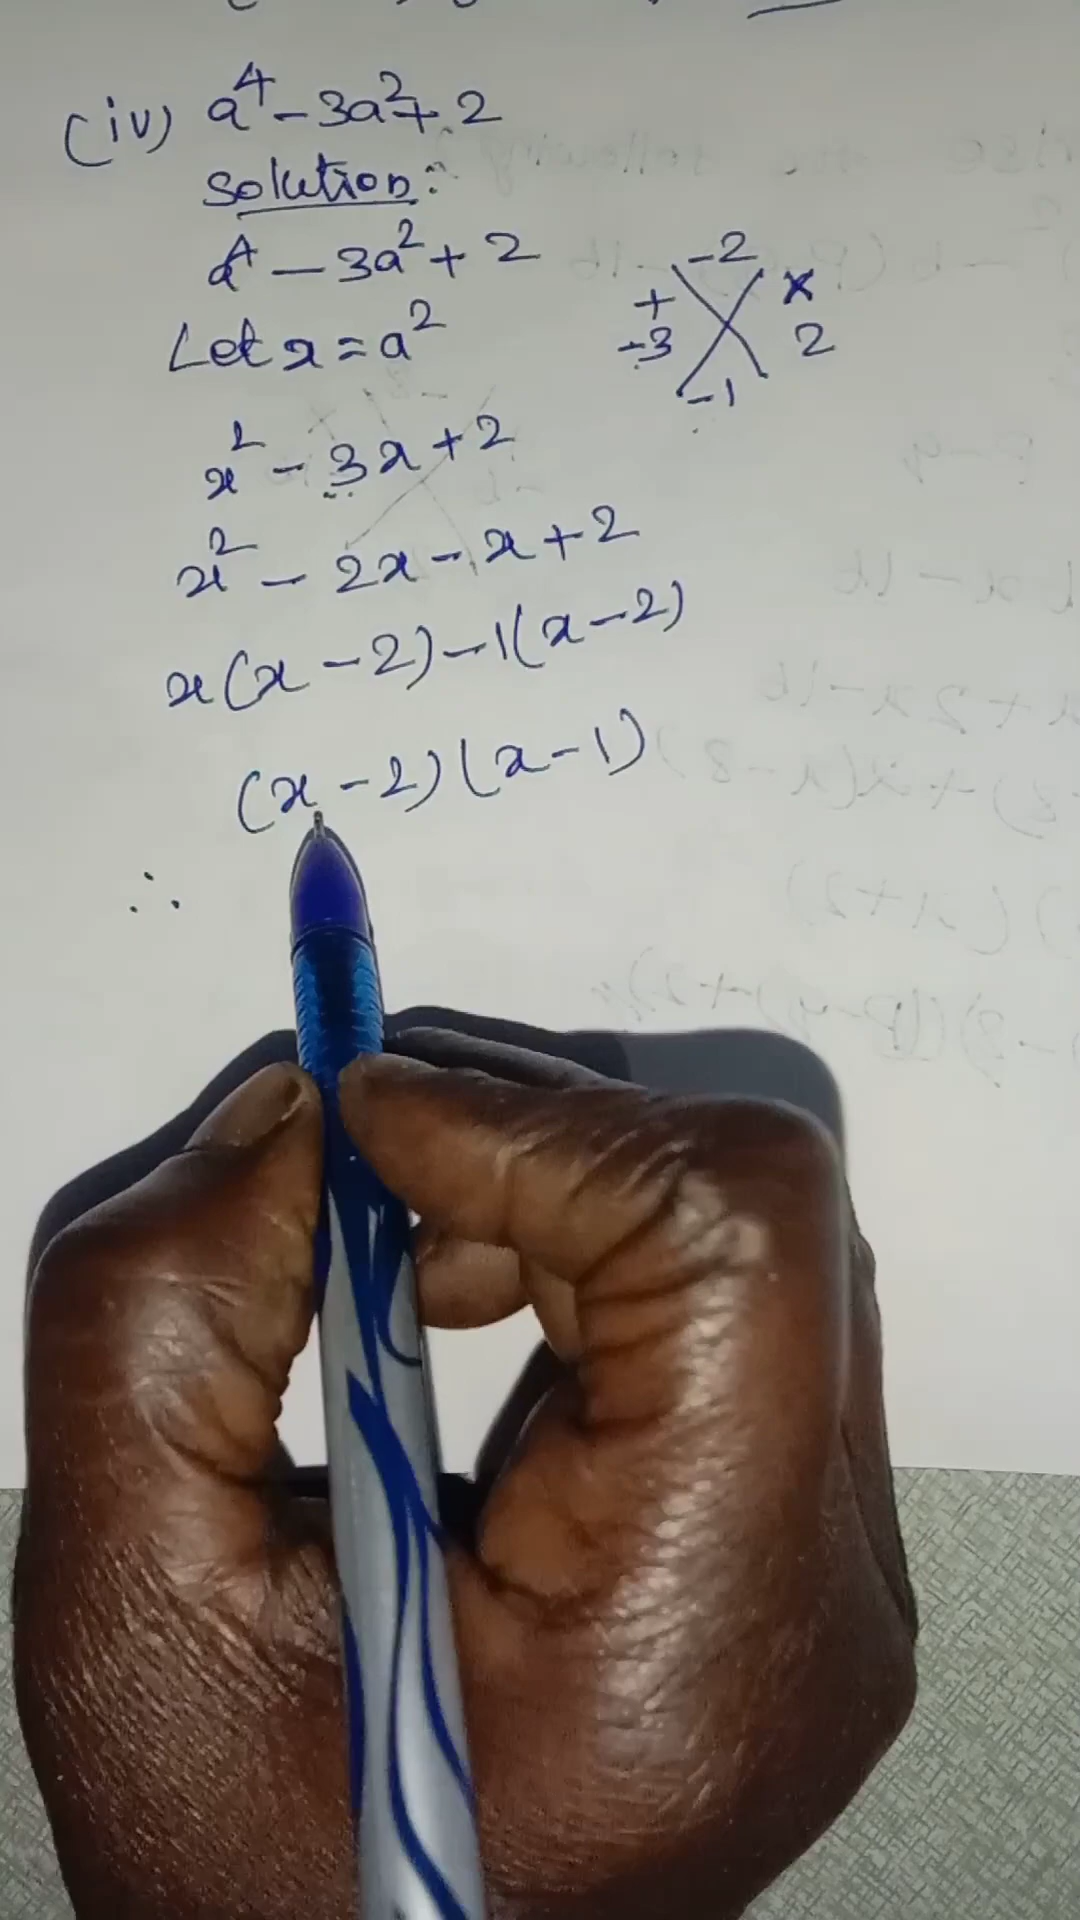 (iv) a⁴ - 3a² + 2
Solution:
a⁴ - 3a² + 2
Let x = a²
-2
+ ×
-3 2
-1
x² - 3x + 2
x² - 2x - x + 2
x(x - 2) - 1(x - 2)
(x - 2)(x - 1)
∴